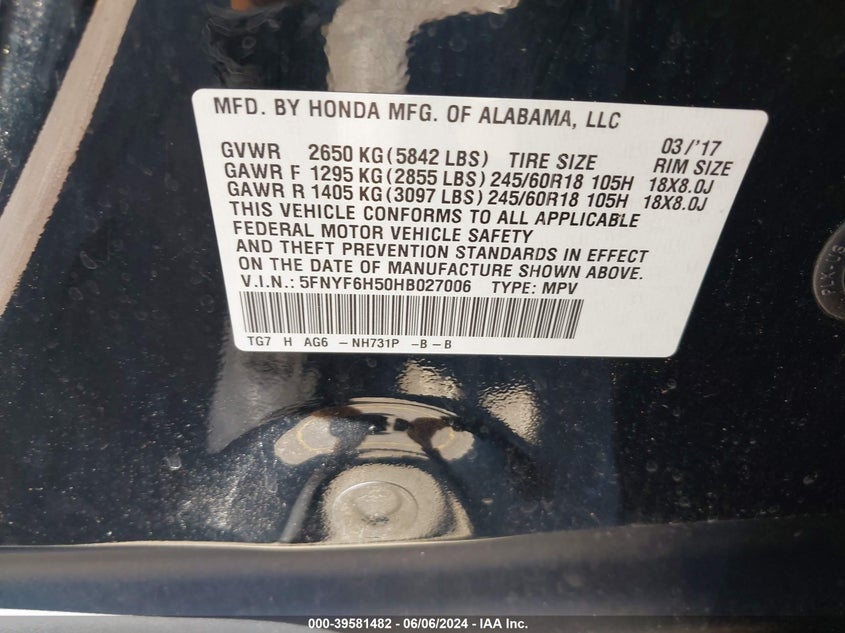 MFD. BY HONDA MFG. OF ALABAMA, LLC 03/'17
GVWR 2650 KG(5842 LBS) TIRE SIZE RIM SIZE
GAWR F 1295 KG(2855 LBS)245/60R18 105H 18X8.0J
GAWR R 1405 KG(3097 LBS)245/60R18 105H 18X8.0J
THIS VEHICLE CONFORMS TO ALL APPLICABLE
FEDERAL MOTOR VEHICLE SAFETY
AND THEFT PREVENTION STANDARDS IN EFFECT
ON THE DATE OF MANUFACTURE SHOWN ABOVE.
V.I.N.: 5FNYF6H50HB027006 TYPE: MPV
TG7 H AG6 -NH731P -B-B
000-39581482 - 06/06/2024 - IAA Inc.